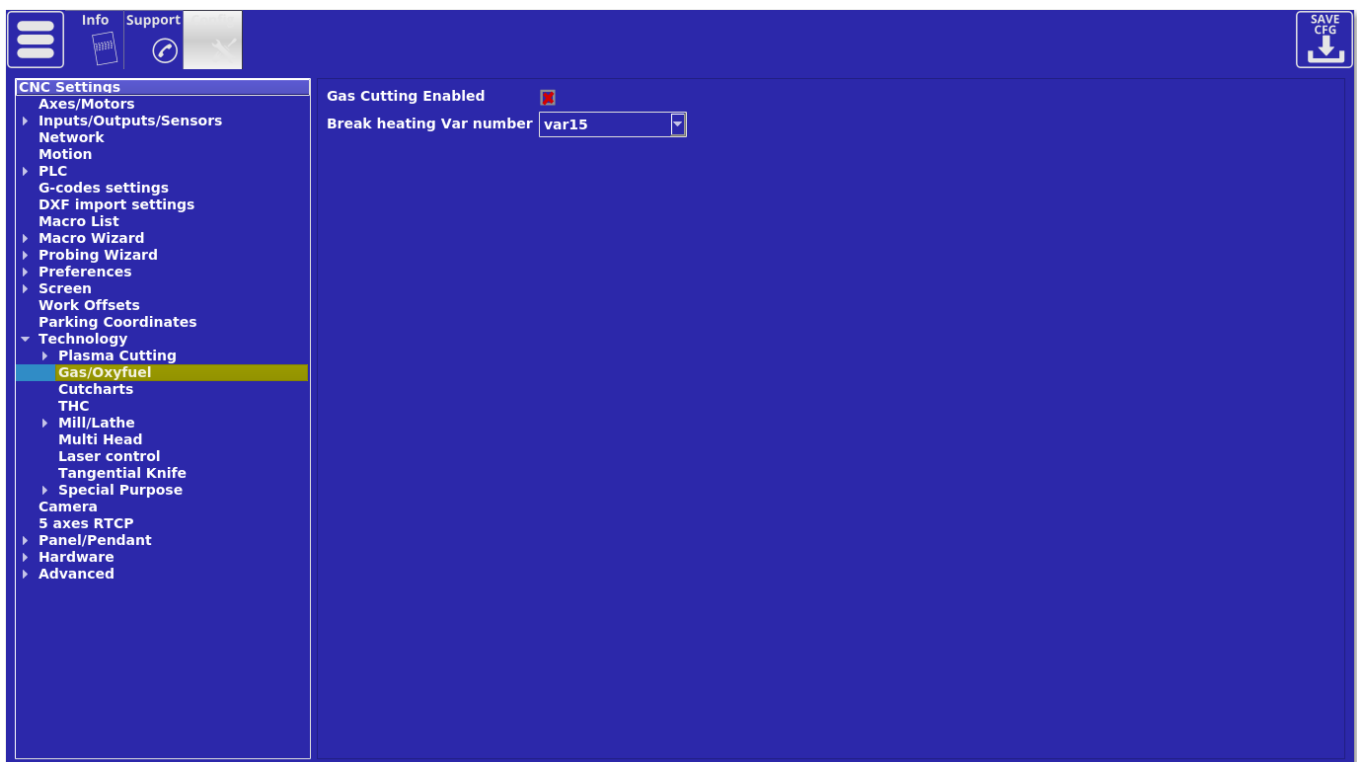 Info
Support
SAVE
CFG
CNC Settings
Axes/Motors
Inputs/Outputs/Sensors
Network
Motion
PLC
G-codes settings
DXF import settings
Macro List
Macro Wizard
Probing Wizard
Preferences
Screen
Work Offsets
Parking Coordinates
Technology
Plasma Cutting
Gas/Oxyfuel
Cutcharts
THC
Mill/Lathe
Multi Head
Laser control
Tangential Knife
Special Purpose
Camera
5 axes RTCP
Panel/Pendant
Hardware
Advanced
Gas Cutting Enabled
Break heating Var number var15